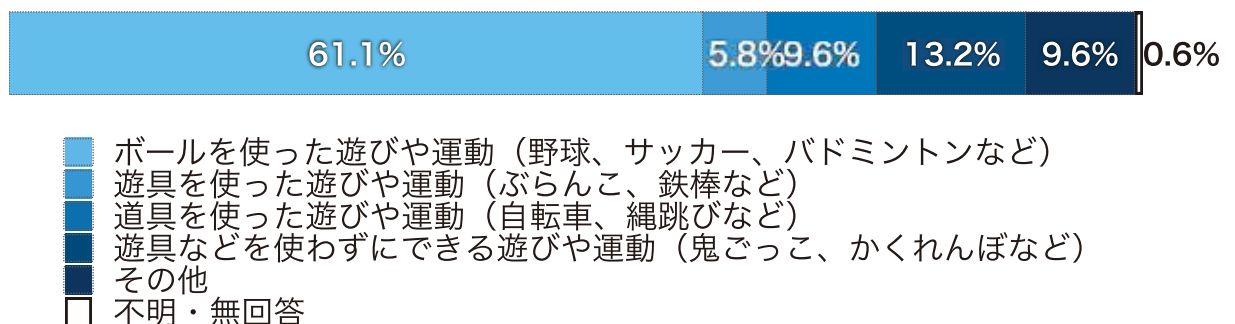 61.1% 5.8% 9.6% 13.2% 9.6% 0.6%
ボールを使った遊びや運動（野球、サッカー、バドミントンなど）
遊具を使った遊びや運動（ぶらんこ、鉄棒など）
道具を使った遊びや運動（自転車、縄跳びなど）
遊具などを使わずにできる遊びや運動（鬼ごっこ、かくれんぼなど）
その他
不明・無回答